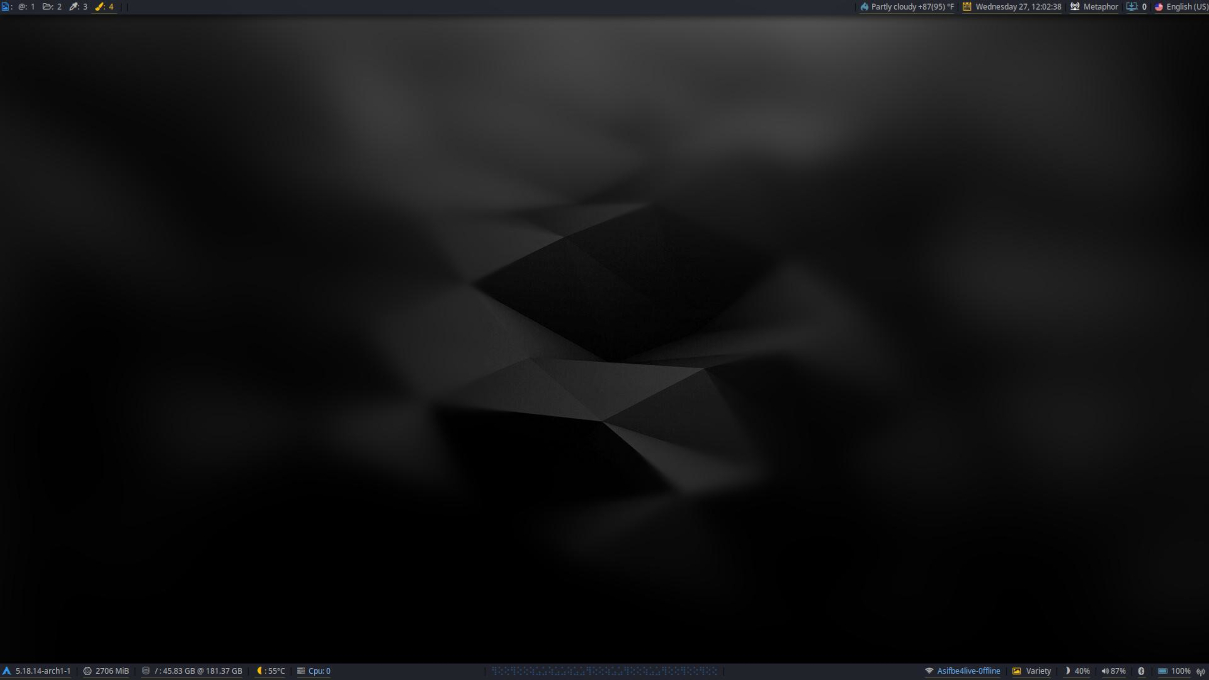 : @: 1 : 2 : 3 : 4
Partly cloudy +87(95) °F Wednesday 27, 12:02:38 Metaphor 0 English (US)
5.18.14-arch1-1 2706 MiB /: 45.83 GB @ 181.37 GB : 55°C Cpu: 0
Asifbe4live-0ffline Variety 40% 87% 100%